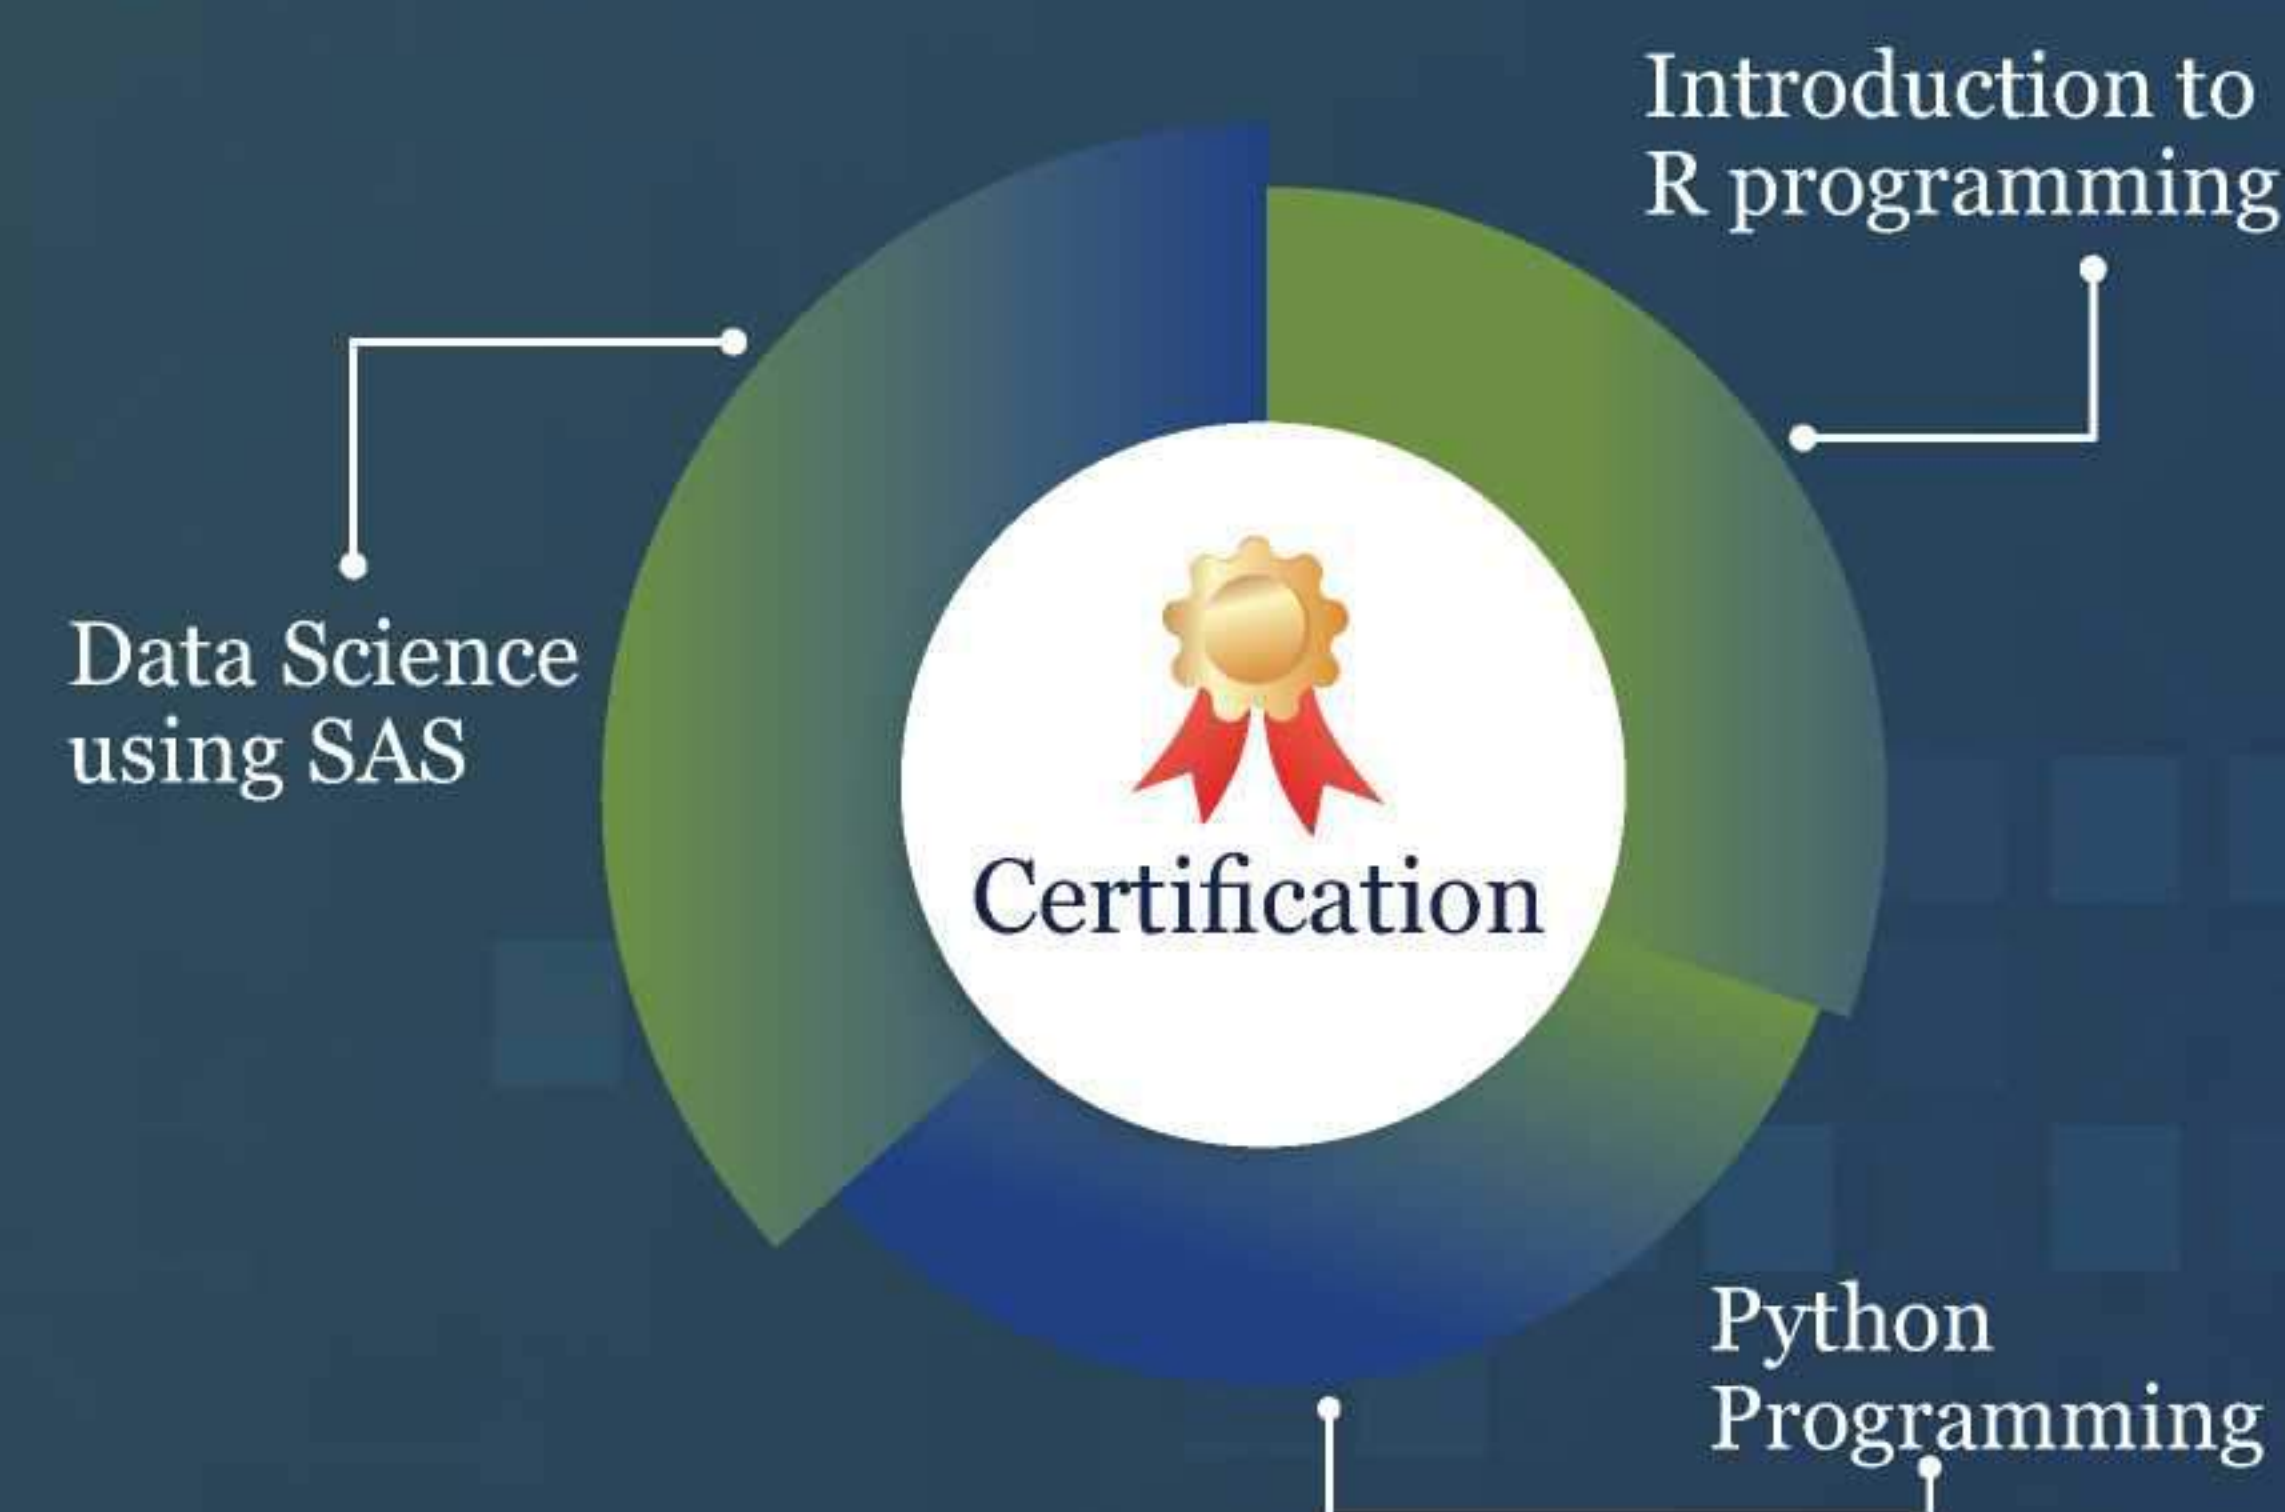 Introduction to
R programming
Data Science
using SAS
Certification
Python
Programming